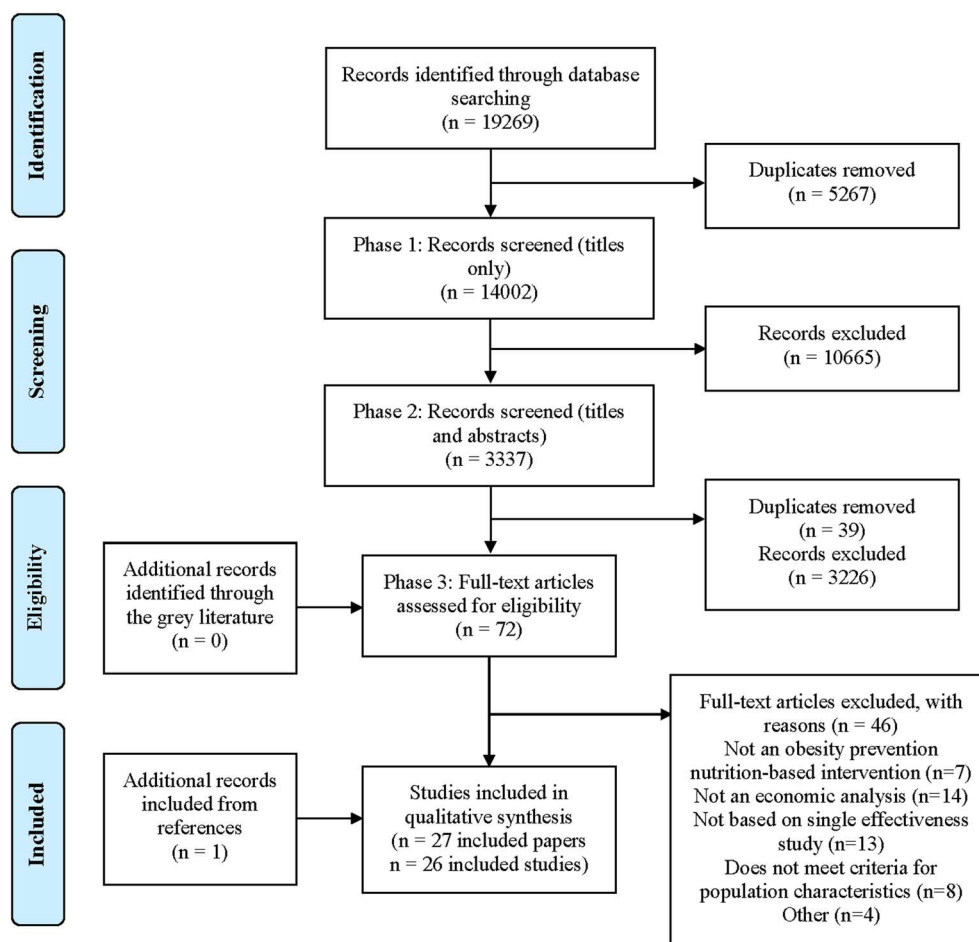 Identification
Records identified through database
searching
(n = 19269)
Duplicates removed
(n = 5267)
Screening
Phase 1: Records screened (titles
only)
(n = 14002)
Records excluded
(n = 10665)
Phase 2: Records screened (titles
and abstracts)
(n = 3337)
Eligibility
Duplicates removed
(n = 39)
Records excluded
(n = 3226)
Additional records
identified through
the grey literature
(n = 0)
Phase 3: Full-text articles
assessed for eligibility
(n = 72)
Included
Full-text articles excluded, with
reasons (n = 46)
Not an obesity prevention
nutrition-based intervention (n=7)
Not an economic analysis (n=14)
Not based on single effectiveness
study (n=13)
Does not meet criteria for
population characteristics (n=8)
Other (n=4)
Additional records
included from
references
(n = 1)
Studies included in
qualitative synthesis
(n = 27 included papers
n = 26 included studies)